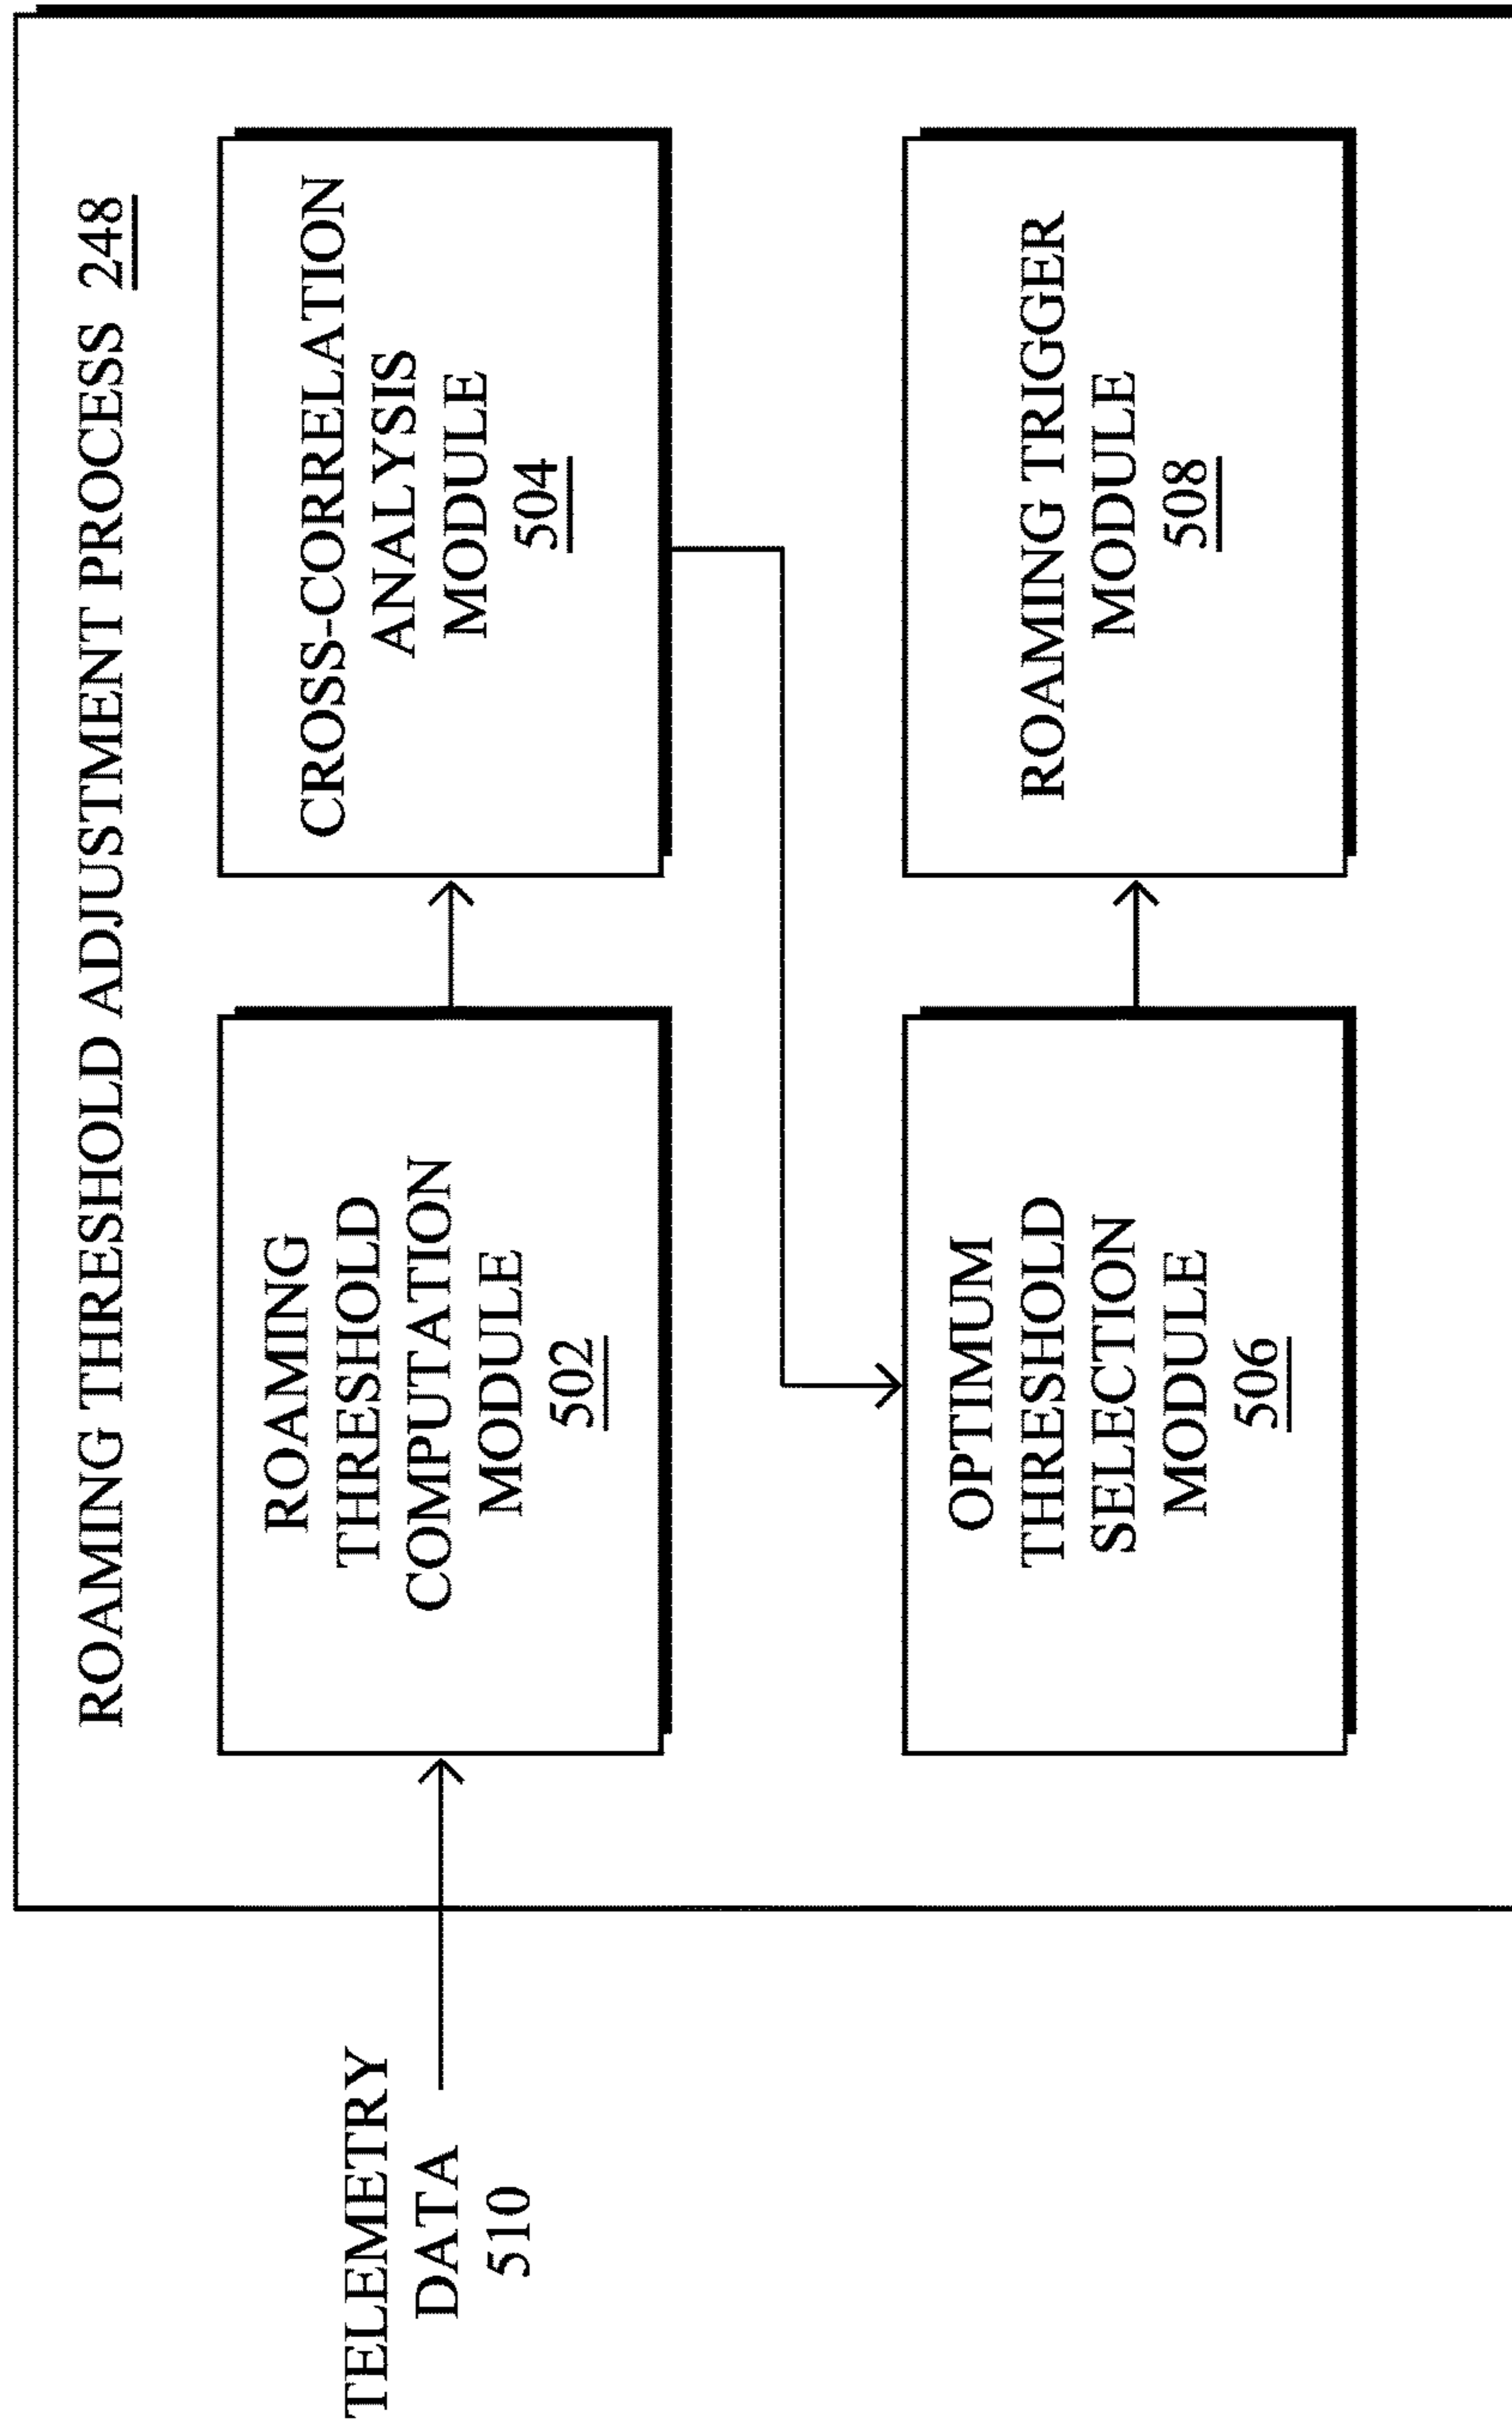 ROAMING THRESHOLD ADJUSTMENT PROCESS 248
TELEMETRY
DATA
510
ROAMING
THRESHOLD
COMPUTATION
MODULE
502
CROSS-CORRELATION
ANALYSIS
MODULE
504
OPTIMUM
THRESHOLD
SELECTION
MODULE
506
ROAMING TRIGGER
MODULE
508